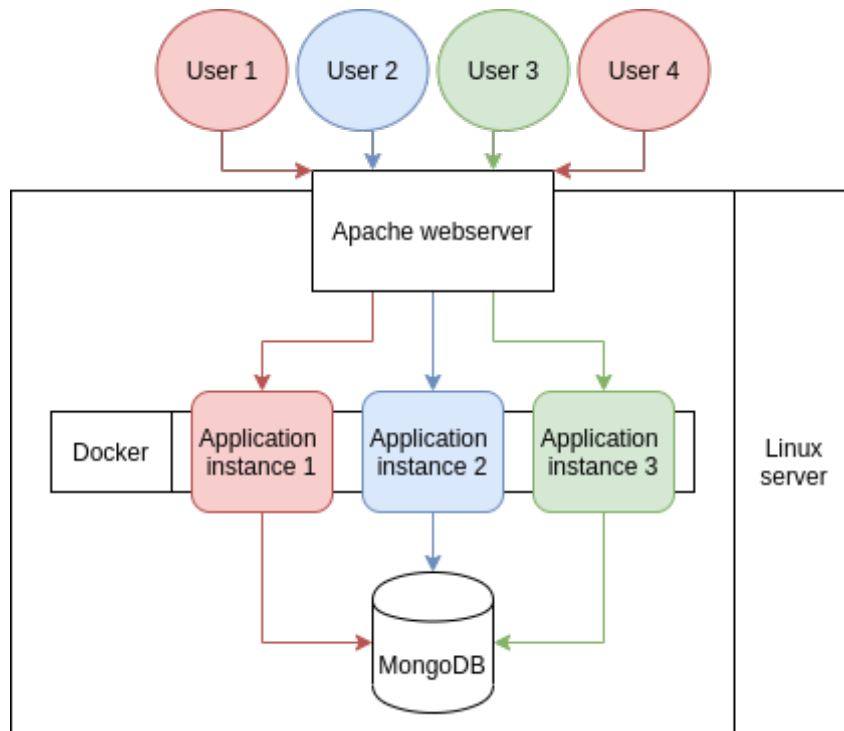 User 1
User 2
User 3
User 4
Apache webserver
Docker
Application
instance 1
Application
instance 2
Application
instance 3
Linux
server
MongoDB